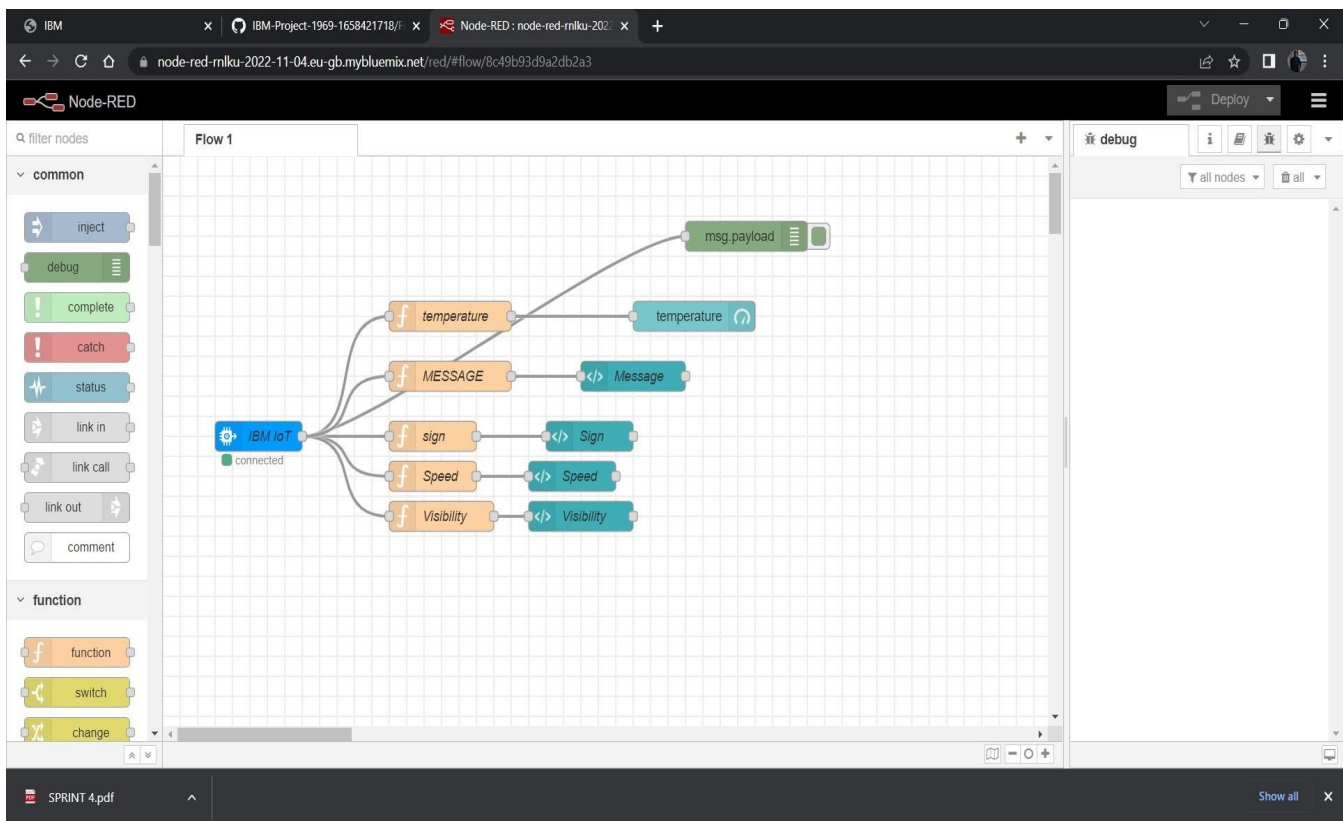 IBM
IBM-Project-1969-1658421718/F
Node-RED : node-red-rnlku-2022
node-red-rnlku-2022-11-04.eu-gb.mybluemix.net/red/#flow/8c49b93d9a2db2a3
Node-RED
Deploy
filter nodes
Flow 1
debug
i
common
all nodes
all
inject
debug
complete
catch
status
link in
link call
link out
comment
function
function
switch
change
msg.payload
f temperature
temperature
f MESSAGE
</> Message
IBM IoT
connected
f sign
</> Sign
f Speed
</> Speed
f Visibility
</> Visibility
SPRINT 4.pdf
Show all